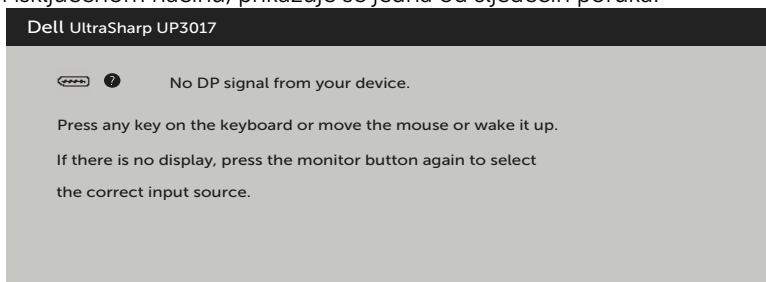 isključenom načinu, prikazuje se jedna od sljedećih poruka:
Dell UltraSharp UP3017
? No DP signal from your device.
Press any key on the keyboard or move the mouse or wake it up.
If there is no display, press the monitor button again to select
the correct input source.